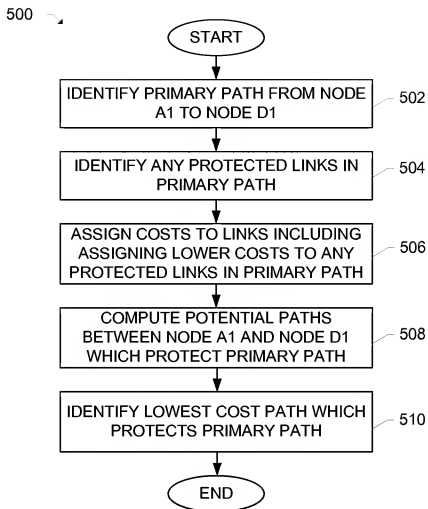 500
START
IDENTIFY PRIMARY PATH FROM NODE
A1 TO NODE D1
502
IDENTIFY ANY PROTECTED LINKS IN
PRIMARY PATH
504
ASSIGN COSTS TO LINKS INCLUDING
ASSIGNING LOWER COSTS TO ANY
PROTECTED LINKS IN PRIMARY PATH
506
COMPUTE POTENTIAL PATHS
BETWEEN NODE A1 AND NODE D1
WHICH PROTECT PRIMARY PATH
508
IDENTIFY LOWEST COST PATH WHICH
PROTECTS PRIMARY PATH
510
END